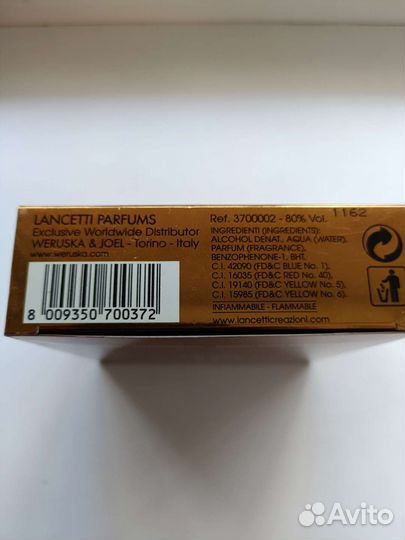 LANCETTI PARFUMS
Exclusive Worldwide Distributor
WERUSKA & JOEL - Torino - Italy
www.weruska.com
8 009350 700372
Ref. 3700002 - 80% Vol.
1162
INGREDIENTI (INGREDIENTS):
ALCOHOL DENAT., AQUA (WATER),
PARFUM (FRAGRANCE),
BENZOPHENONE-1, BHT,
C.I. 42090 (FD&C BLUE No. 1),
C.I. 16035 (FD&C RED No. 40),
C.I. 19140 (FD&C YELLOW No. 5),
C.I. 15985 (FD&C YELLOW No. 6).
INFIAMMABILE - FLAMMABLE
www.lancetticreazioni.com
Avito